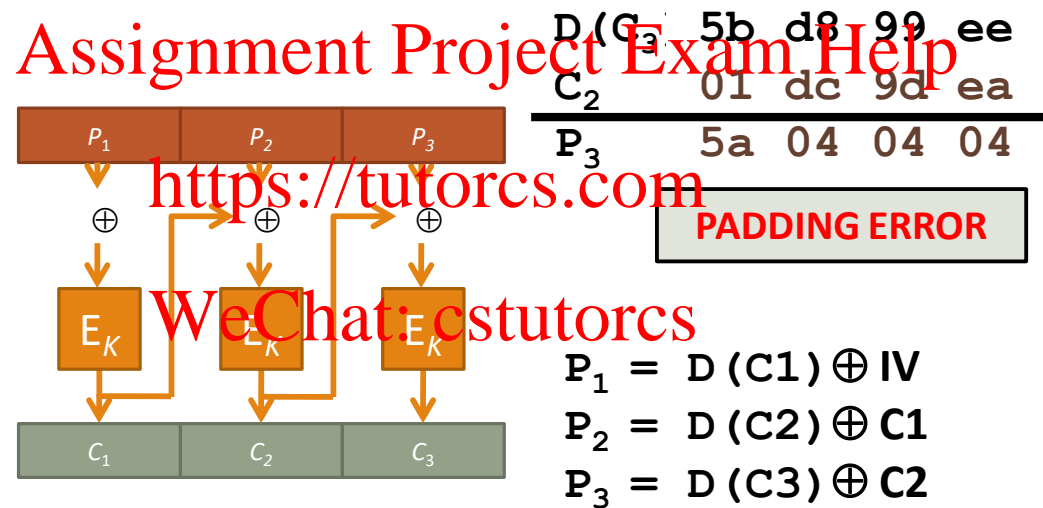 Assignment Project Exam Help
D(C3) 5b d8 99 ee
C2 01 dc 9d ea
P3 5a 04 04 04
PADDING ERROR
https://tutorcs.com
WeChat: cstutorcs
P1 P2 P3
⊕ ⊕ ⊕
EK EK EK
C1 C2 C3
P1 = D(C1)⊕IV
P2 = D(C2)⊕C1
P3 = D(C3)⊕C2